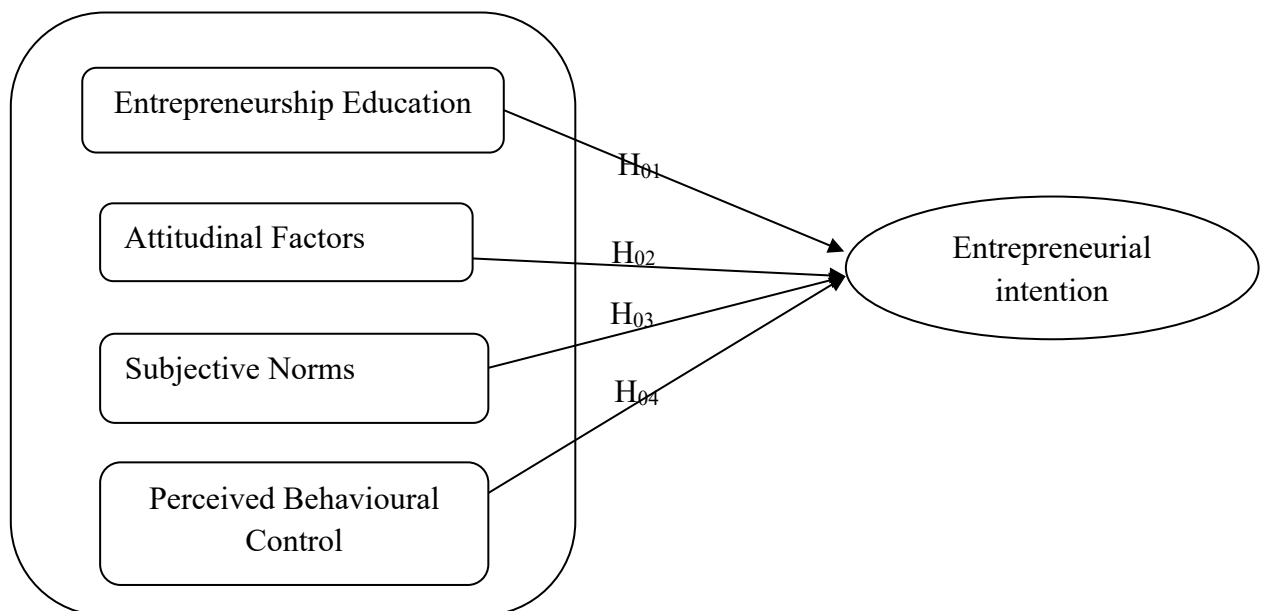 Entrepreneurship Education
H01
Attitudinal Factors
H02
Entrepreneurial
intention
H03
Subjective Norms
H04
Perceived Behavioural
Control